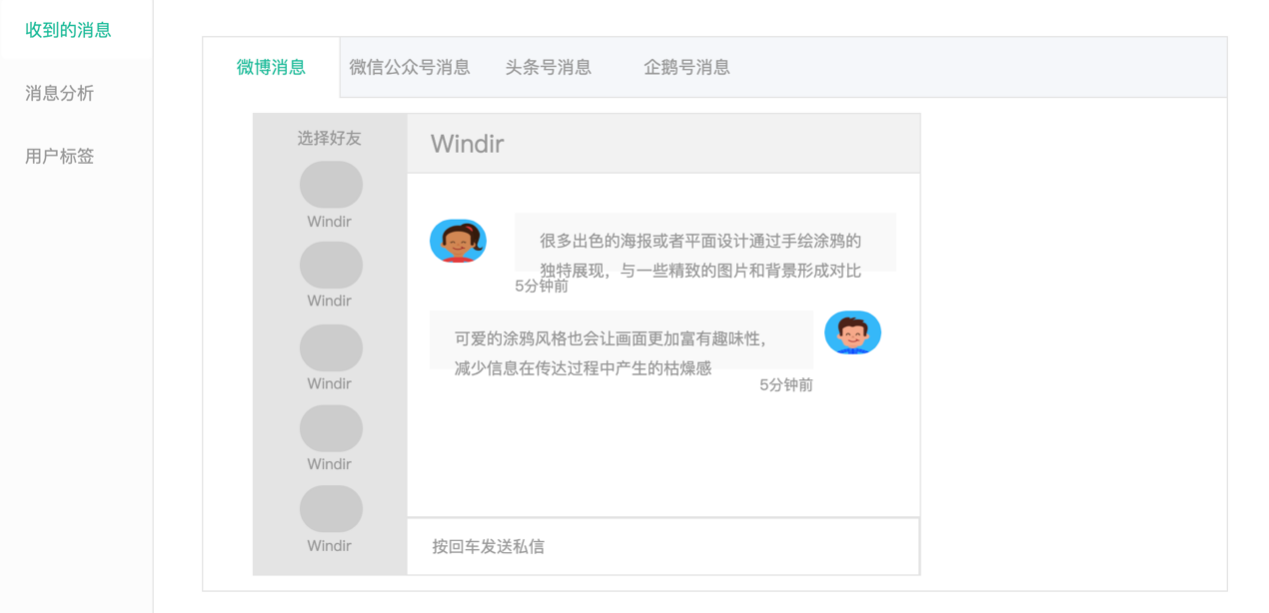 收到的消息
消息分析
用户标签
微博消息
微信公众号消息
头条号消息
企鹅号消息
选择好友
Windir
Windir
Windir
Windir
Windir
Windir
很多出色的海报或者平面设计通过手绘涂鸦的
独特展现，与一些精致的图片和背景形成对比
5分钟前
可爱的涂鸦风格也会让画面更加富有趣味性，
减少信息在传达过程中产生的枯燥感
5分钟前
按回车发送私信